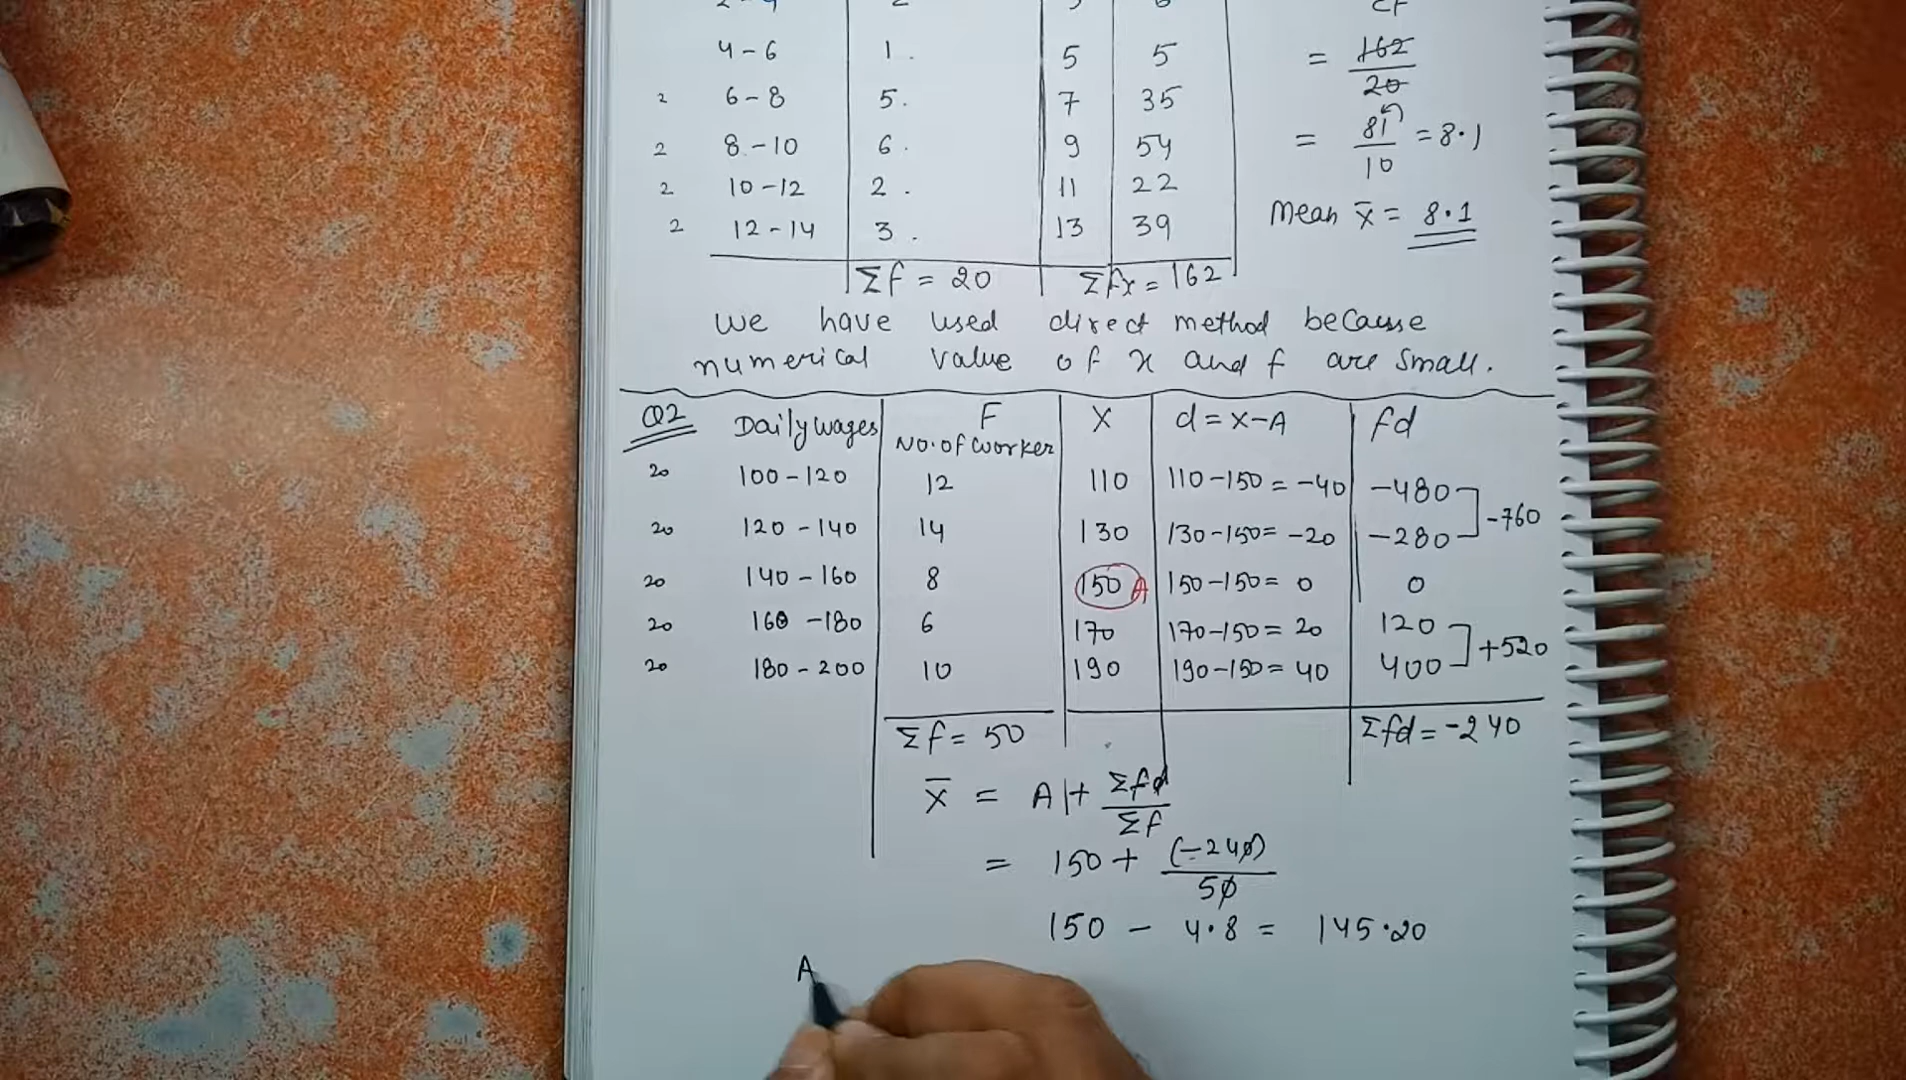 2-4 2 3 6 Σf
4-6 1. 5 5 = 162/20
2 6-8 5. 7 35
2 8-10 6. 9 54 = 81/10 = 8.1
2 10-12 2. 11 22
2 12-14 3. 13 39 Mean x̄ = 8.1
Σf = 20 Σfx = 162
We have used direct method because
numerical value of x and f are small.
Q2 Daily wages F No. of worker X d = x-A fd
20 100-120 12 110 110-150 = -40 -480
20 120-140 14 130 130-150 = -20 -280 -760
20 140-160 8 150 A 150-150 = 0 0
20 160-180 6 170 170-150 = 20 120
20 180-200 10 190 190-150 = 40 400 +520
Σf = 50 Σfd = -240
x̄ = A + Σfd/Σf
= 150 + (-240)/50
150 - 4.8 = 145.20
A